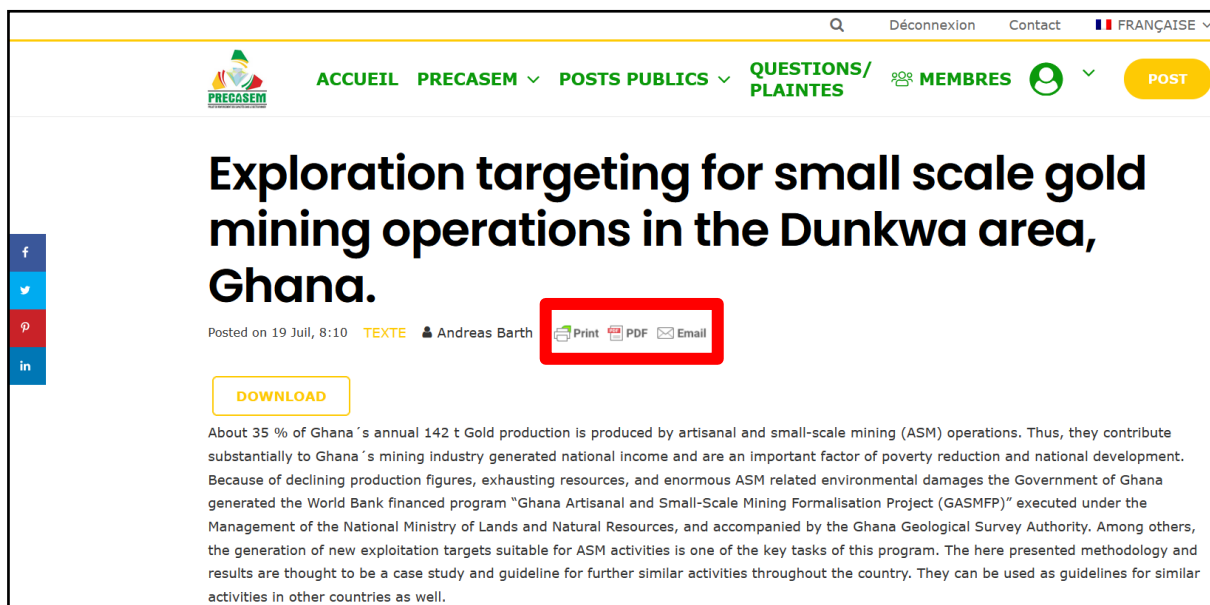 Déconnexion Contact FRANÇAISE
PRECASEM
ACCUEIL PRECASEM POSTS PUBLICS QUESTIONS/ PLAINTES MEMBRES POST
Exploration targeting for small scale gold
mining operations in the Dunkwa area,
Ghana.
Posted on 19 Juil, 8:10 TEXTE Andreas Barth Print PDF Email
DOWNLOAD
About 35 % of Ghana´s annual 142 t Gold production is produced by artisanal and small-scale mining (ASM) operations. Thus, they contribute
substantially to Ghana´s mining industry generated national income and are an important factor of poverty reduction and national development.
Because of declining production figures, exhausting resources, and enormous ASM related environmental damages the Government of Ghana
generated the World Bank financed program “Ghana Artisanal and Small-Scale Mining Formalisation Project (GASMFP)” executed under the
Management of the National Ministry of Lands and Natural Resources, and accompanied by the Ghana Geological Survey Authority. Among others,
the generation of new exploitation targets suitable for ASM activities is one of the key tasks of this program. The here presented methodology and
results are thought to be a case study and guideline for further similar activities throughout the country. They can be used as guidelines for similar
activities in other countries as well.
f
in